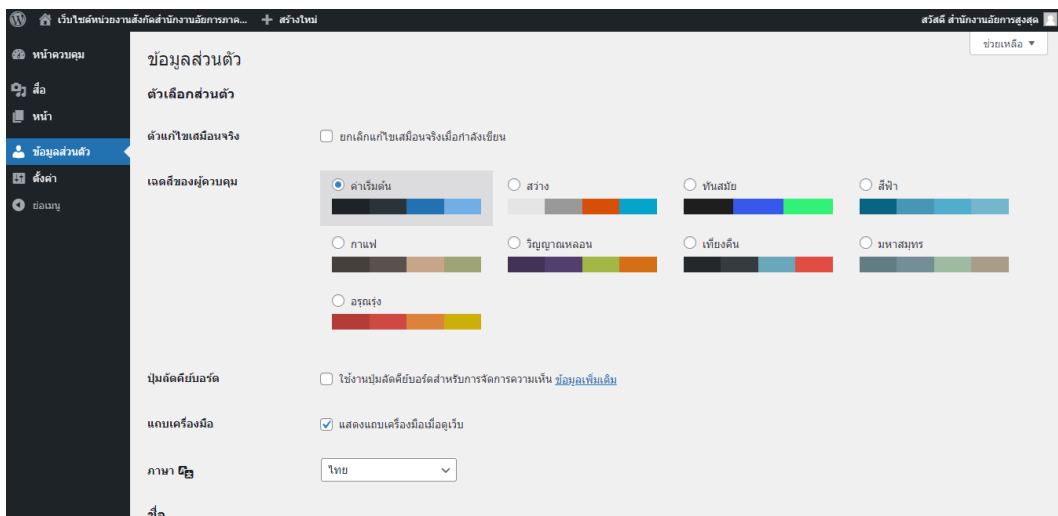 เว็บไซต์หน่วยงานสังกัดสำนักงานอัยการภาค... + สร้างใหม่ สวัสดี สำนักงานอัยการสูงสุด
ช่วยเหลือ ▼
หน้าควบคุม
สื่อ
หน้า
ข้อมูลส่วนตัว
ตั้งค่า
ย่อเมนู
ข้อมูลส่วนตัว
ตัวเลือกส่วนตัว
ตัวแก้ไขเสมือนจริง ยกเลิกแก้ไขเสมือนจริงเมื่อกำลังเขียน
เฉดสีของผู้ควบคุม
ค่าเริ่มต้น สว่าง ทันสมัย สีฟ้า
กาแฟ วิญญาณหลอน เที่ยงคืน มหาสมุทร
อรุณรุ่ง
ปุ่มลัดคีย์บอร์ด ใช้งานปุ่มลัดคีย์บอร์ดสำหรับการจัดการความเห็น ข้อมูลเพิ่มเติม
แถบเครื่องมือ แสดงแถบเครื่องมือเมื่อดูเว็บ
ภาษา ไทย
ชื่อ